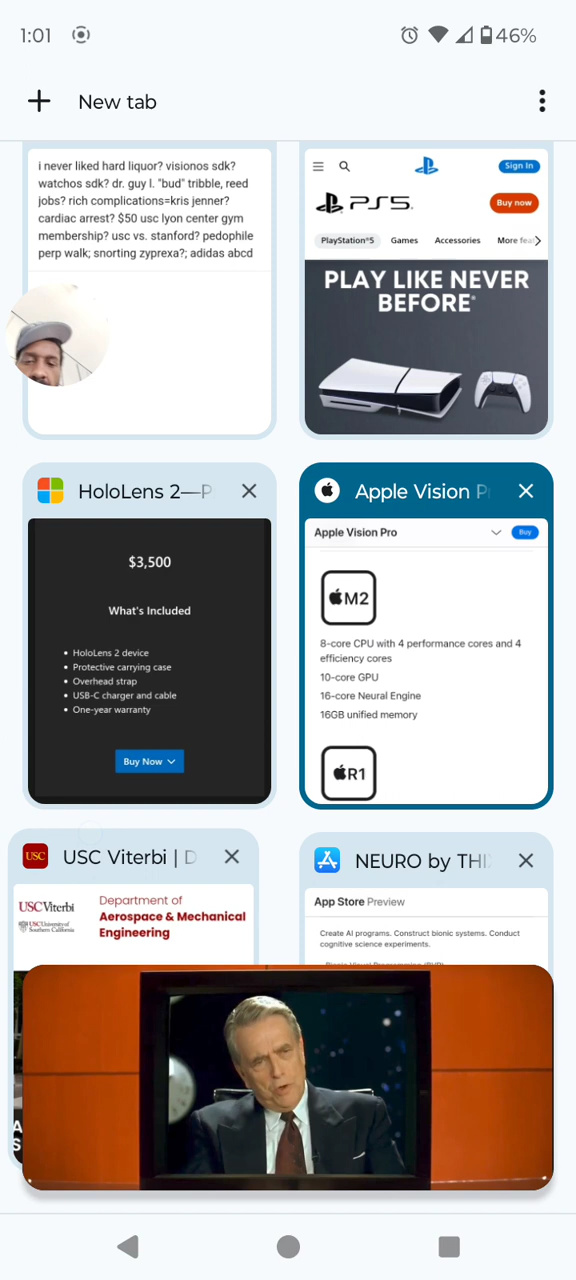 1:01
46%
New tab
i never liked hard liquor? visionos sdk?
watchos sdk? dr. guy l. "bud" tribble, reed
jobs? rich complications=kris jenner?
cardiac arrest? $50 usc lyon center gym
membership? usc vs. stanford? pedophile
perp walk; snorting zyprexa?; adidas abcd
Sign In
PS5
Buy now
PlayStation®5 Games Accessories More
PLAY LIKE NEVER
BEFORE
HoloLens 2—P
$3,500
What's Included
• HoloLens 2 device
• Protective carrying case
• Overhead strap
• USB-C charger and cable
• One-year warranty
Buy Now
Apple Vision P
Apple Vision Pro
Buy
M2
8-core CPU with 4 performance cores and 4
efficiency cores
10-core GPU
16-core Neural Engine
16GB unified memory
R1
USC
USC Viterbi | D
USCViterbi
USC University of
Southern California
Department of
Aerospace & Mechanical
Engineering
A
S
NEURO by THI
App Store Preview
Create AI programs. Construct bionic systems. Conduct
cognitive science experiments.